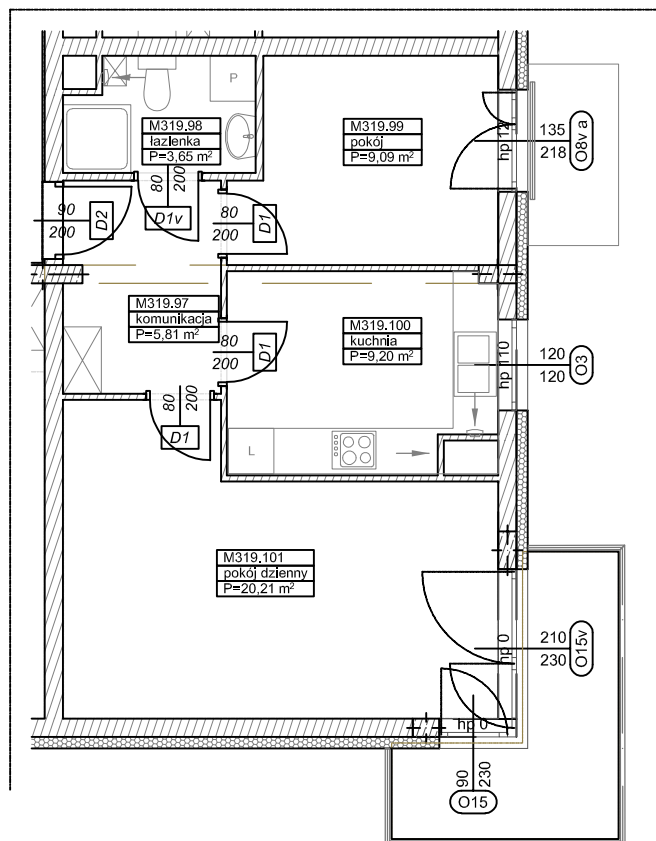 P
M319.98
łazienka
P=3,65 m²
M319.99
pokój
P=9,09 m²
hp 12
135
218
O8v a
80
200
D1v
90
200
D2
80
200
D1
M319.97
komunikacja
P=5,81 m²
M319.100
kuchnia
P=9,20 m²
80
200
D1
hp 110
120
120
O3
80
200
D1
L
M319.101
pokój dzienny
P=20,21 m²
hp 0
210
230
O15v
hp 0
90
230
O15